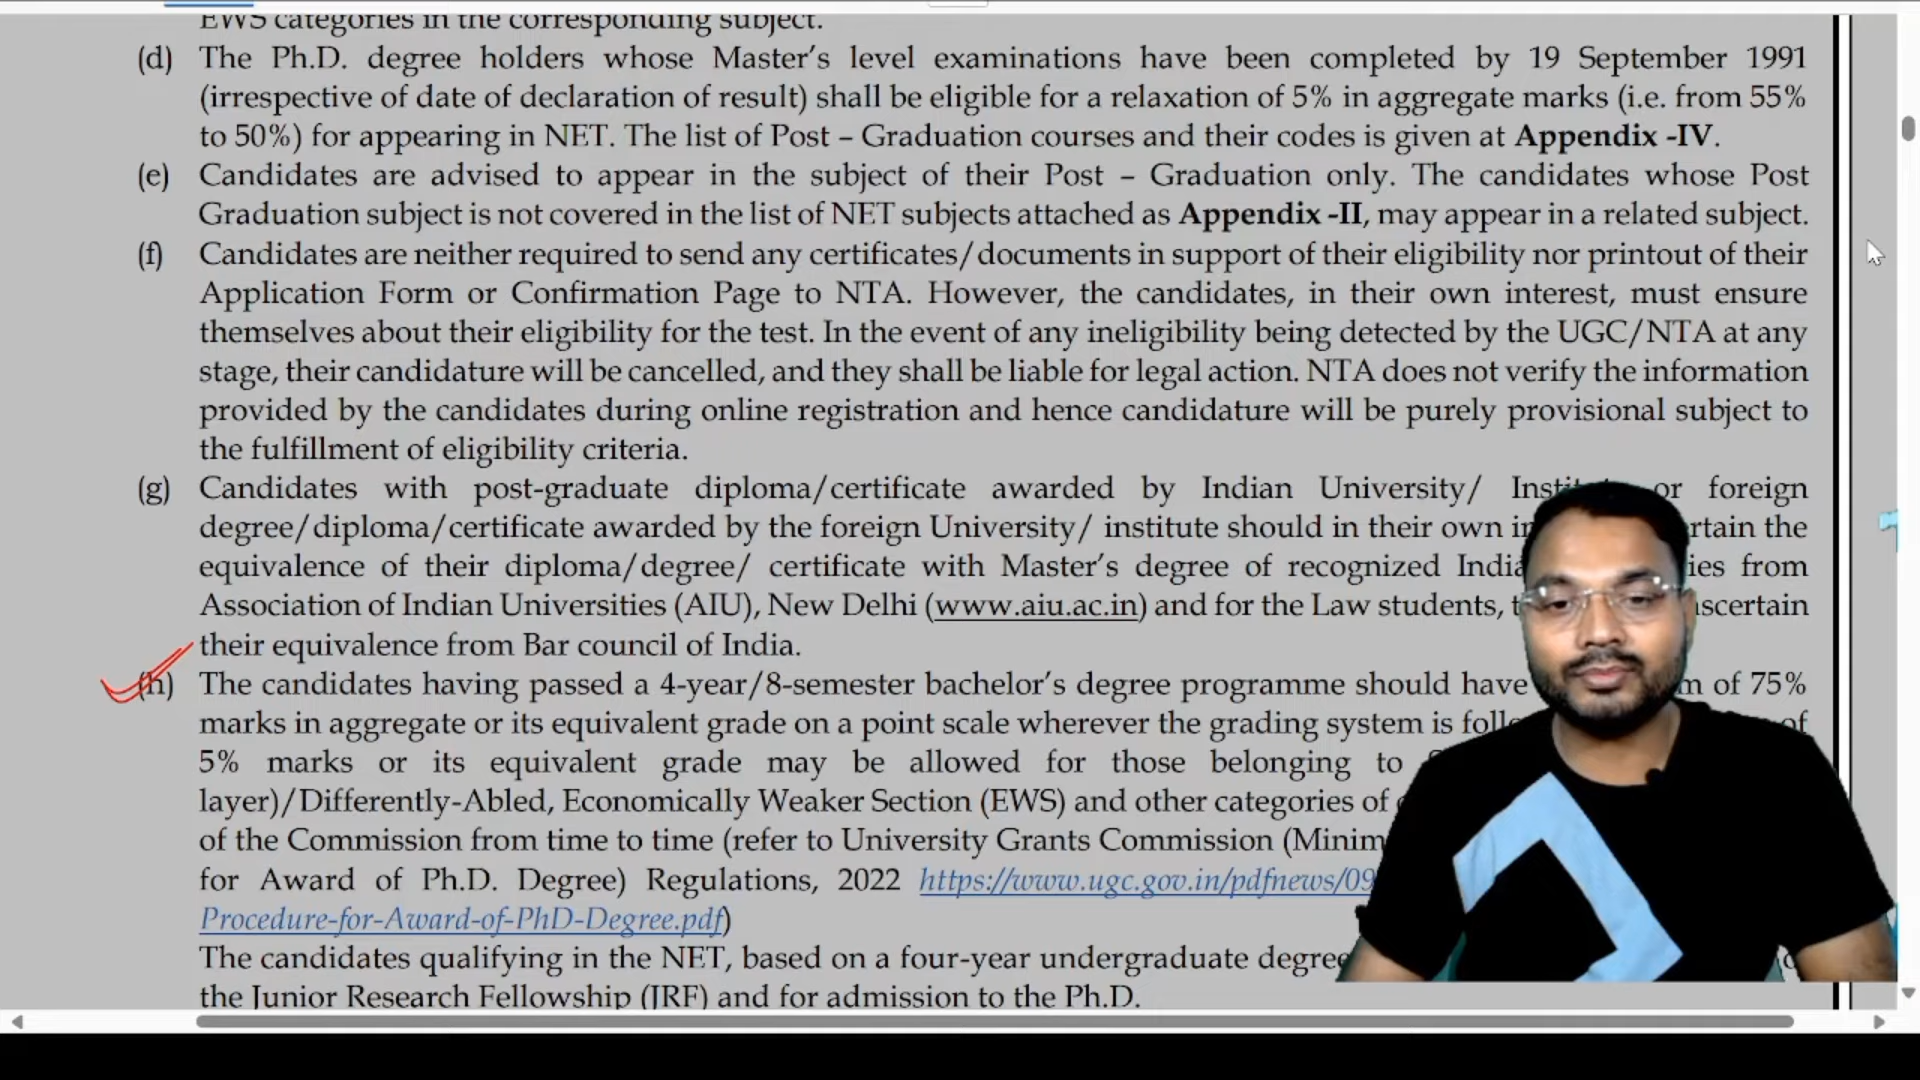 EWS categories in the corresponding subject.
(d) The Ph.D. degree holders whose Master’s level examinations have been completed by 19 September 1991
(irrespective of date of declaration of result) shall be eligible for a relaxation of 5% in aggregate marks (i.e. from 55%
to 50%) for appearing in NET. The list of Post – Graduation courses and their codes is given at Appendix -IV.
(e) Candidates are advised to appear in the subject of their Post – Graduation only. The candidates whose Post
Graduation subject is not covered in the list of NET subjects attached as Appendix -II, may appear in a related subject.
(f) Candidates are neither required to send any certificates/documents in support of their eligibility nor printout of their
Application Form or Confirmation Page to NTA. However, the candidates, in their own interest, must ensure
themselves about their eligibility for the test. In the event of any ineligibility being detected by the UGC/NTA at any
stage, their candidature will be cancelled, and they shall be liable for legal action. NTA does not verify the information
provided by the candidates during online registration and hence candidature will be purely provisional subject to
the fulfillment of eligibility criteria.
(g) Candidates with post-graduate diploma/certificate awarded by Indian University/ or foreign
degree/diploma/certificate awarded by the foreign University/ institute should in their own the
equivalence of their diploma/degree/ certificate with Master’s degree of recognized from
Association of Indian Universities (AIU), New Delhi (www.aiu.ac.in) and for the Law students,
their equivalence from Bar council of India.
(h) The candidates having passed a 4-year/8-semester bachelor’s degree programme should have of 75%
marks in aggregate or its equivalent grade on a point scale wherever the grading system is of
5% marks or its equivalent grade may be allowed for those belonging to
layer)/Differently-Abled, Economically Weaker Section (EWS) and other categories of
of the Commission from time to time (refer to University Grants Commission
for Award of Ph.D. Degree) Regulations, 2022 https://www.ugc.gov.in/pdfnews/09
Procedure-for-Award-of-PhD-Degree.pdf)
The candidates qualifying in the NET, based on a four-year undergraduate
the Junior Research Fellowship (JRF) and for admission to the Ph.D.